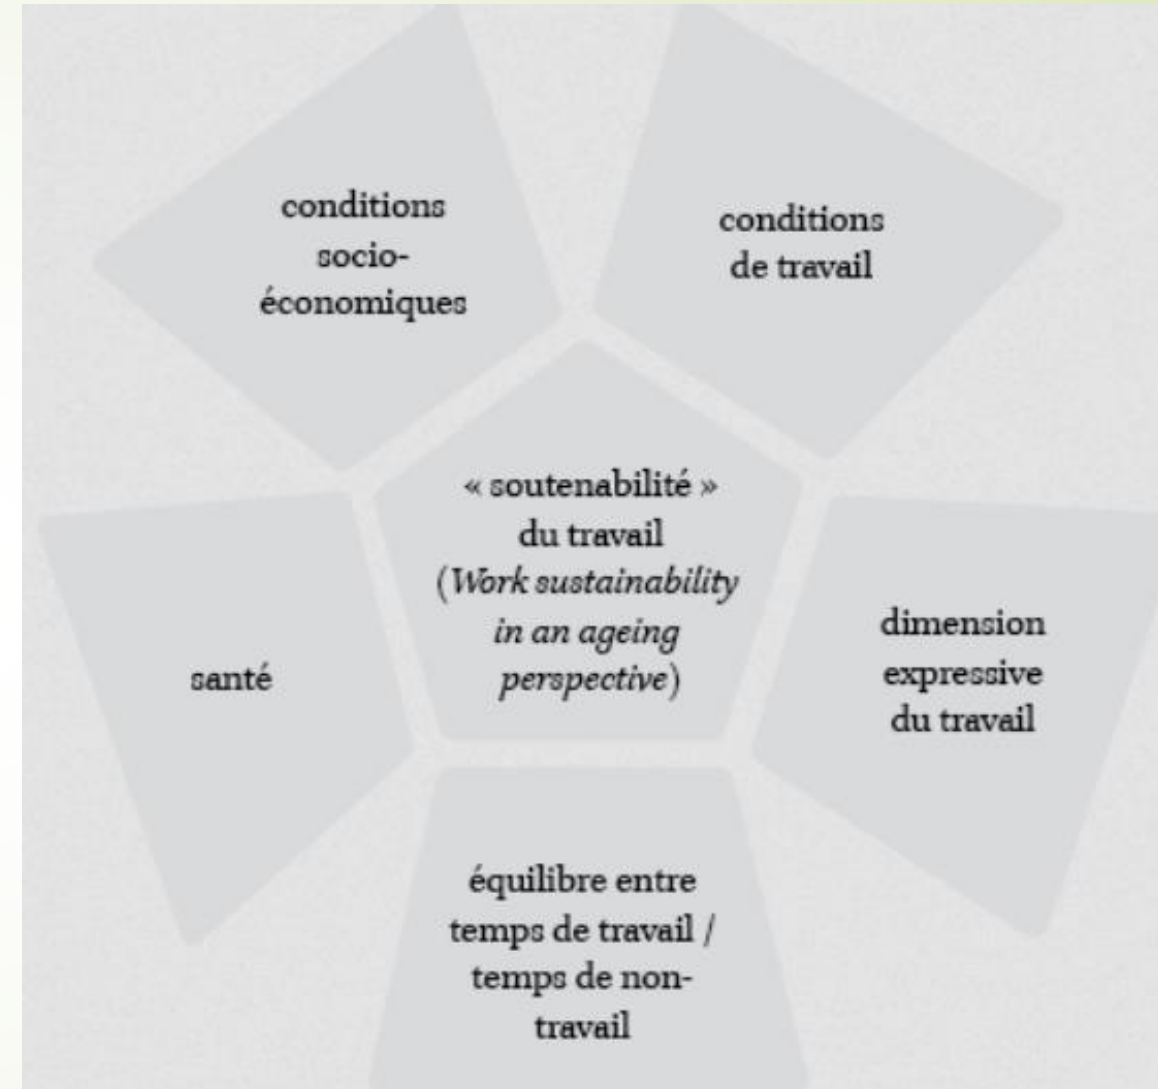 conditions
socio-
économiques
conditions
de travail
« soutenabilité »
du travail
(Work sustainability
in an ageing
perspective)
santé
dimension
expressive
du travail
équilibre entre
temps de travail /
temps de non-
travail